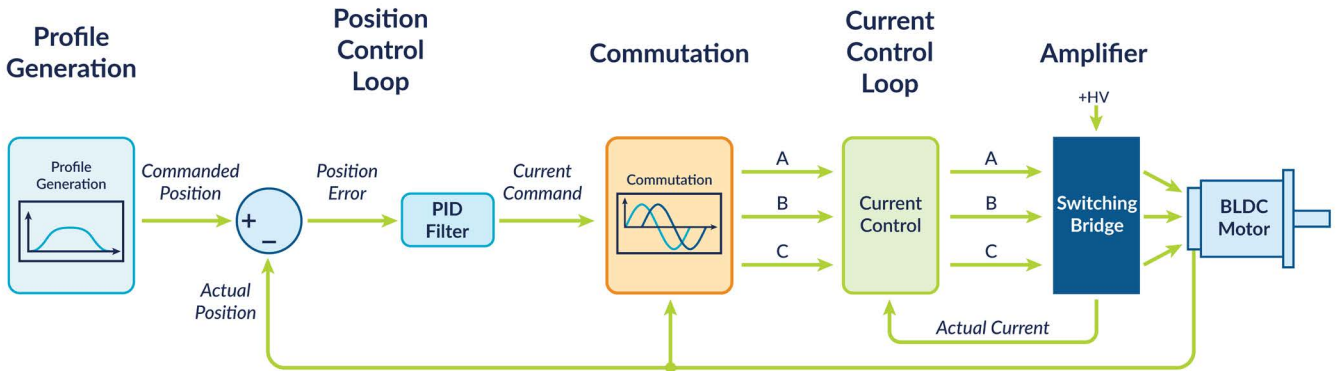 Profile
Generation
Position
Control
Loop
Commutation
Current
Control
Loop
Amplifier
+HV
Profile
Generation
Commanded
Position
+
−
Position
Error
PID
Filter
Current
Command
Commutation
A
B
C
Current
Control
A
B
C
Switching
Bridge
BLDC
Motor
Actual
Position
Actual Current